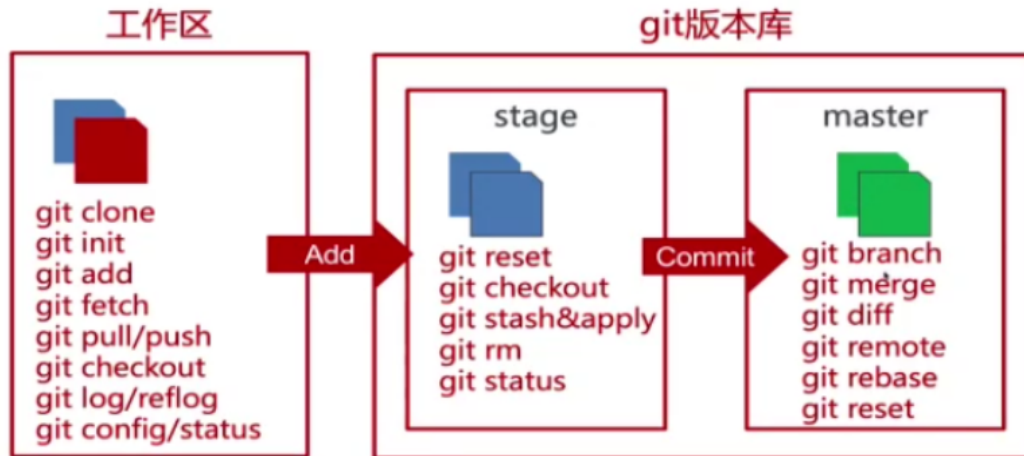 工作区
git clone
git init
git add
git fetch
git pull/push
git checkout
git log/reflog
git config/status
Add
git版本库
stage
git reset
git checkout
git stash&apply
git rm
git status
Commit
master
git branch
git merge
git diff
git remote
git rebase
git reset